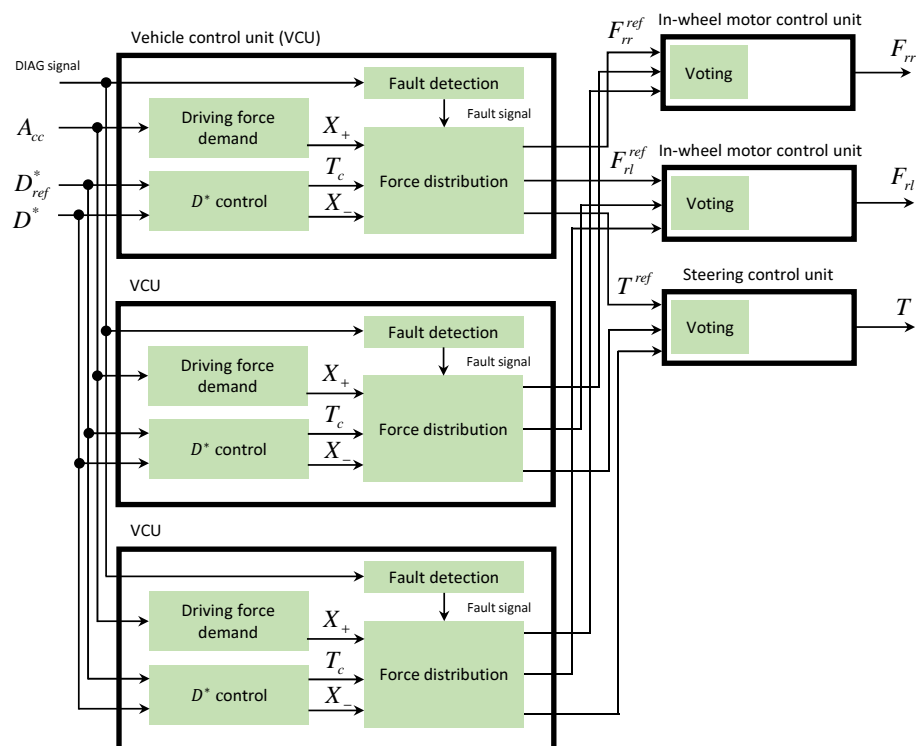 Vehicle control unit (VCU)
DIAG signal
A_cc
D*_ref
D*
Fault detection
Fault signal
Driving force
demand
X_+
T_c
X_−
D* control
Force distribution
F_rr^ref
F_rl^ref
T^ref
In-wheel motor control unit
Voting
F_rr
In-wheel motor control unit
Voting
F_rl
Steering control unit
Voting
T
VCU
Fault detection
Fault signal
Driving force
demand
X_+
T_c
X_−
D* control
Force distribution
VCU
Fault detection
Fault signal
Driving force
demand
X_+
T_c
X_−
D* control
Force distribution